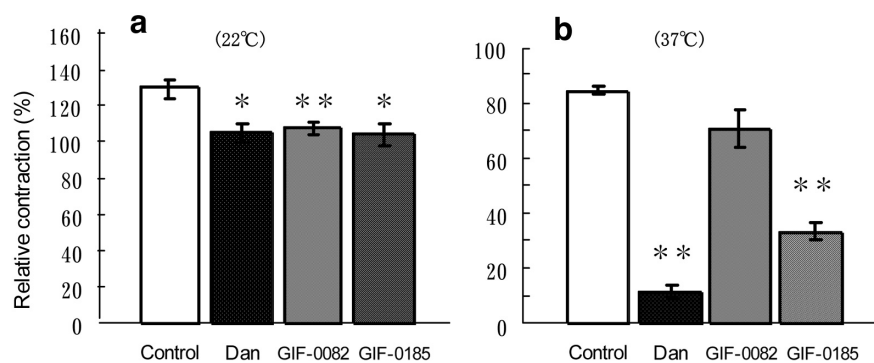 a
(22℃)
Relative contraction (%)
160
140
120
100
80
60
40
20
0
*
* *
*
Control
Dan
GIF-0082
GIF-0185
b
(37℃)
100
80
60
40
20
0
* *
* *
Control
Dan
GIF-0082
GIF-0185